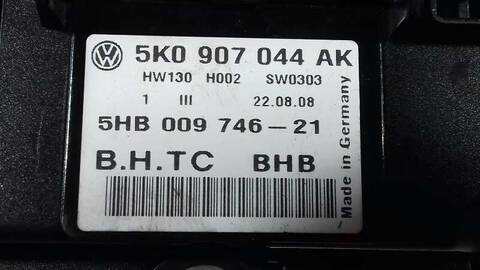 5K0 907 044 AK
HW130 H002 SW0303
1 III 22.08.08
5HB 009 746-21
B.H.TC BHB
Made in Germany